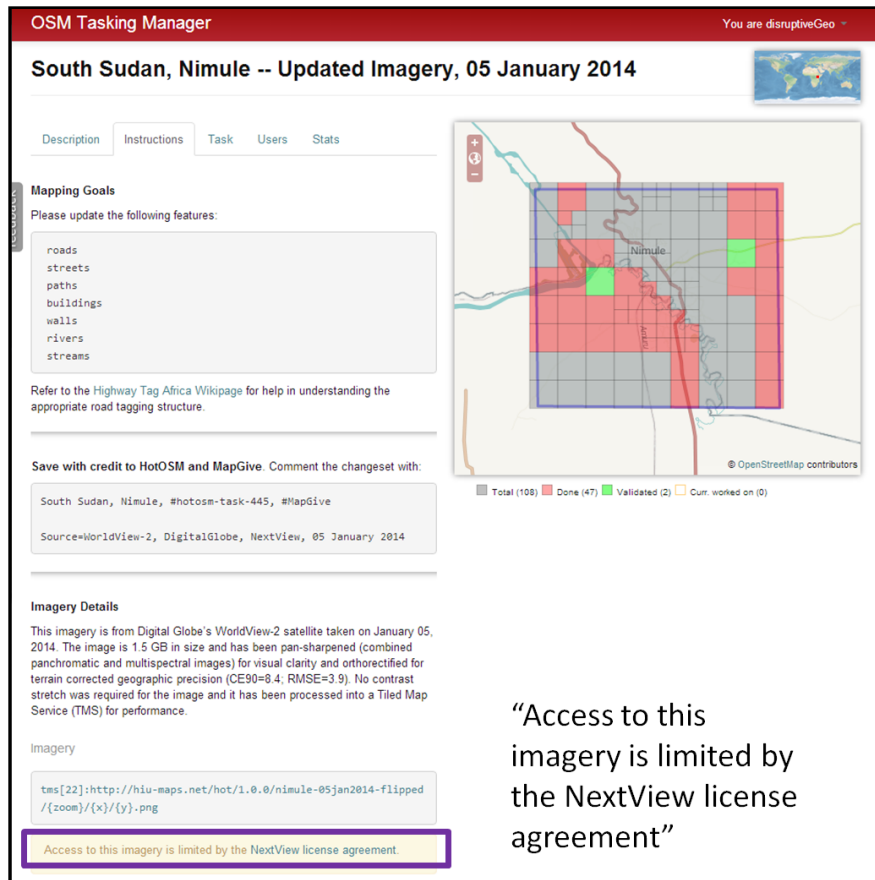 OSM Tasking Manager
You are disruptiveGeo
South Sudan, Nimule -- Updated Imagery, 05 January 2014
Description
Instructions
Task
Users
Stats
feedback
Mapping Goals
Please update the following features:
roads
streets
paths
buildings
walls
rivers
streams
Refer to the Highway Tag Africa Wikipage for help in understanding the
appropriate road tagging structure.
Save with credit to HotOSM and MapGive. Comment the changeset with:
South Sudan, Nimule, #hotosm-task-445, #MapGive
Source=WorldView-2, DigitalGlobe, NextView, 05 January 2014
Imagery Details
This imagery is from Digital Globe's WorldView-2 satellite taken on January 05,
2014. The image is 1.5 GB in size and has been pan-sharpened (combined
panchromatic and multispectral images) for visual clarity and orthorectified for
terrain corrected geographic precision (CE90=8.4; RMSE=3.9). No contrast
stretch was required for the image and it has been processed into a Tiled Map
Service (TMS) for performance.
Imagery
tms[22]:http://hiu-maps.net/hot/1.0.0/nimule-05jan2014-flipped
/{zoom}/{x}/{y}.png
Access to this imagery is limited by the NextView license agreement.
+
−
Nimule
Amuru
© OpenStreetMap contributors
Total (108) Done (47) Validated (2) Curr. worked on (0)
“Access to this
imagery is limited by
the NextView license
agreement”